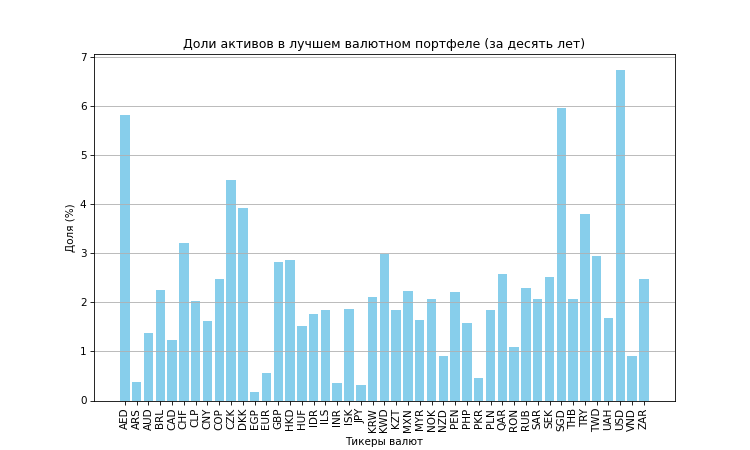 Доли активов в лучшем валютном портфеле (за десять лет)
Доля (%)
7
6
5
4
3
2
1
0
AED ARS AUD BRL CAD CHF CLP CNY COP CZK DKK EGP EUR GBP HKD HUF IDR ILS INR ISK JPY KRW KWD KZT MXN MYR NOK NZD PEN PHP PKR PLN QAR RON RUB SAR SEK SGD THB TRY TWD UAH USD VND ZAR
Тикеры валют